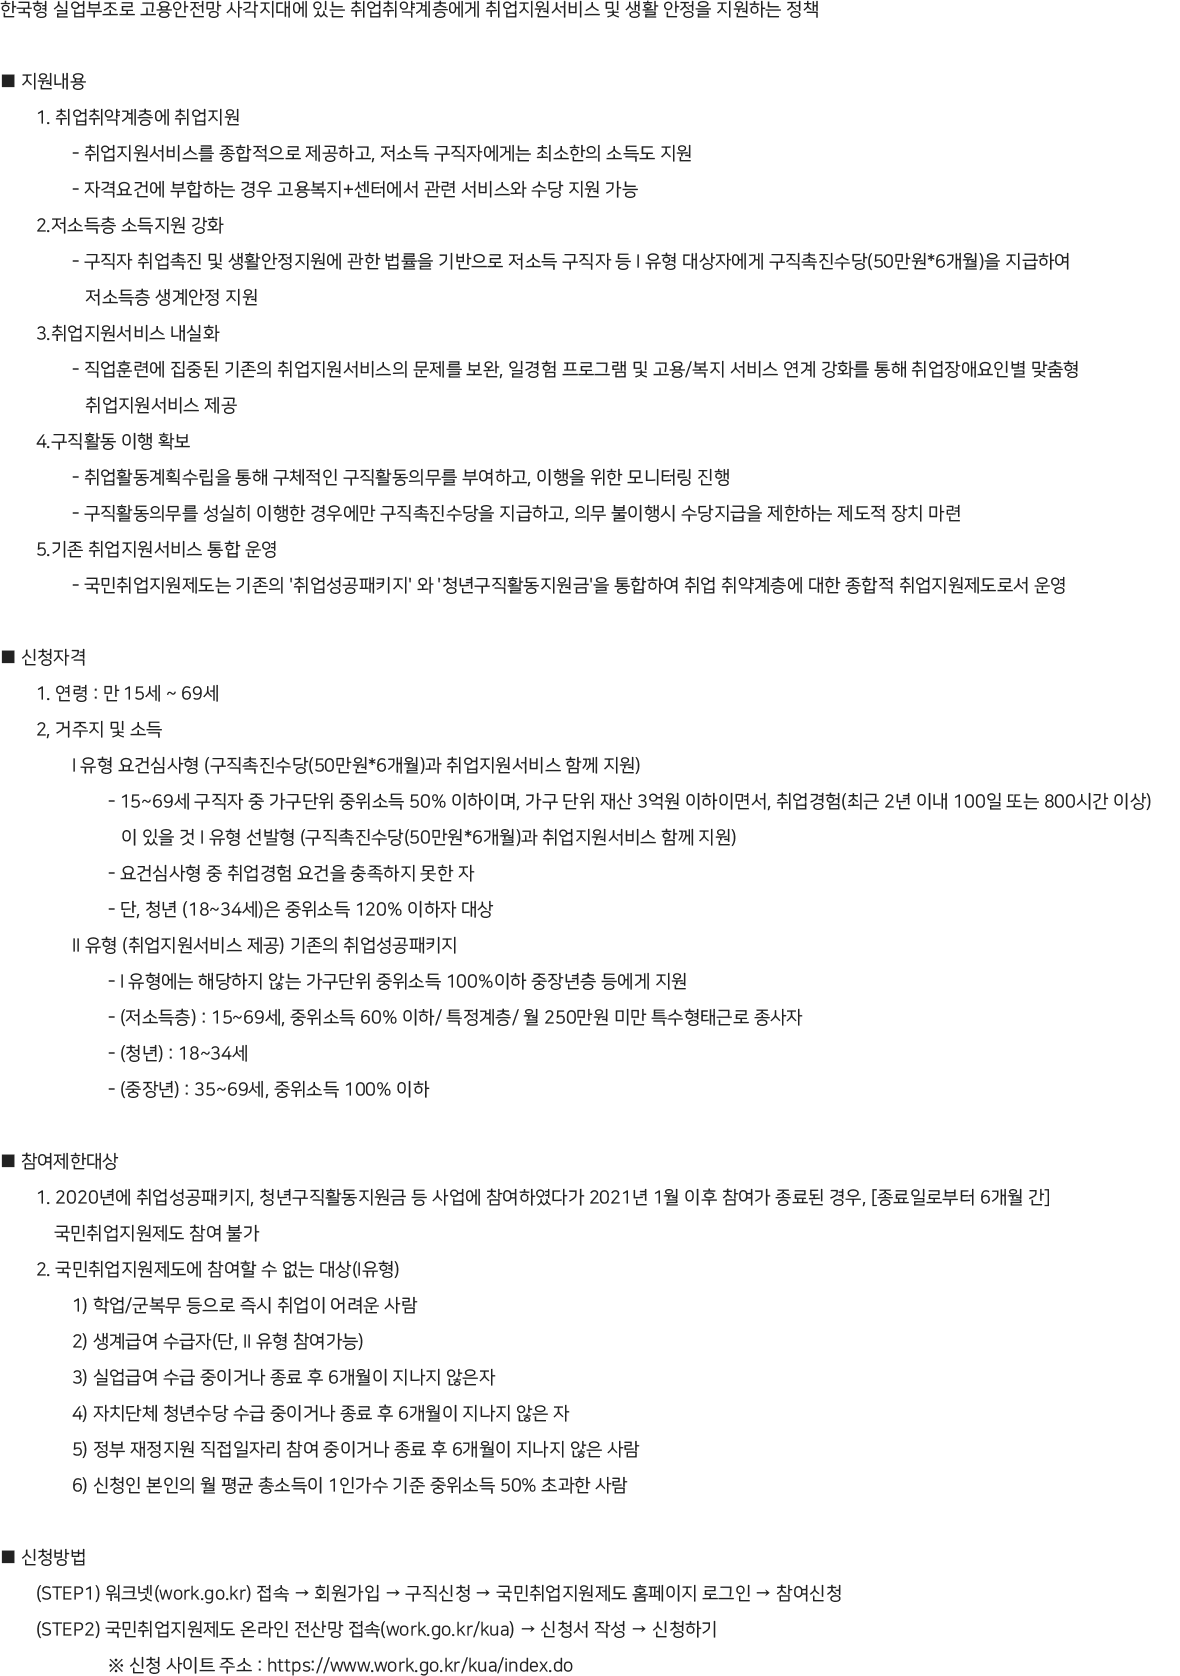 한국형 실업부조로 고용안전망 사각지대에 있는 취업취약계층에게 취업지원서비스 및 생활 안정을 지원하는 정책
■ 지원내용
1. 취업취약계층에 취업지원
- 취업지원서비스를 종합적으로 제공하고, 저소득 구직자에게는 최소한의 소득도 지원
- 자격요건에 부합하는 경우 고용복지+센터에서 관련 서비스와 수당 지원 가능
2.저소득층 소득지원 강화
- 구직자 취업촉진 및 생활안정지원에 관한 법률을 기반으로 저소득 구직자 등 I 유형 대상자에게 구직촉진수당(50만원*6개월)을 지급하여
저소득층 생계안정 지원
3.취업지원서비스 내실화
- 직업훈련에 집중된 기존의 취업지원서비스의 문제를 보완, 일경험 프로그램 및 고용/복지 서비스 연계 강화를 통해 취업장애요인별 맞춤형
취업지원서비스 제공
4.구직활동 이행 확보
- 취업활동계획수립을 통해 구체적인 구직활동의무를 부여하고, 이행을 위한 모니터링 진행
- 구직활동의무를 성실히 이행한 경우에만 구직촉진수당을 지급하고, 의무 불이행시 수당지급을 제한하는 제도적 장치 마련
5.기존 취업지원서비스 통합 운영
- 국민취업지원제도는 기존의 '취업성공패키지' 와 '청년구직활동지원금'을 통합하여 취업 취약계층에 대한 종합적 취업지원제도로서 운영
■ 신청자격
1. 연령 : 만 15세 ~ 69세
2, 거주지 및 소득
I 유형 요건심사형 (구직촉진수당(50만원*6개월)과 취업지원서비스 함께 지원)
- 15~69세 구직자 중 가구단위 중위소득 50% 이하이며, 가구 단위 재산 3억원 이하이면서, 취업경험(최근 2년 이내 100일 또는 800시간 이상)
이 있을 것 I 유형 선발형 (구직촉진수당(50만원*6개월)과 취업지원서비스 함께 지원)
- 요건심사형 중 취업경험 요건을 충족하지 못한 자
- 단, 청년 (18~34세)은 중위소득 120% 이하자 대상
II 유형 (취업지원서비스 제공) 기존의 취업성공패키지
- I 유형에는 해당하지 않는 가구단위 중위소득 100%이하 중장년층 등에게 지원
- (저소득층) : 15~69세, 중위소득 60% 이하/ 특정계층/ 월 250만원 미만 특수형태근로 종사자
- (청년) : 18~34세
- (중장년) : 35~69세, 중위소득 100% 이하
■ 참여제한대상
1. 2020년에 취업성공패키지, 청년구직활동지원금 등 사업에 참여하였다가 2021년 1월 이후 참여가 종료된 경우, [종료일로부터 6개월 간]
국민취업지원제도 참여 불가
2. 국민취업지원제도에 참여할 수 없는 대상(I유형)
1) 학업/군복무 등으로 즉시 취업이 어려운 사람
2) 생계급여 수급자(단, II 유형 참여가능)
3) 실업급여 수급 중이거나 종료 후 6개월이 지나지 않은자
4) 자치단체 청년수당 수급 중이거나 종료 후 6개월이 지나지 않은 자
5) 정부 재정지원 직접일자리 참여 중이거나 종료 후 6개월이 지나지 않은 사람
6) 신청인 본인의 월 평균 총소득이 1인가수 기준 중위소득 50% 초과한 사람
■ 신청방법
(STEP1) 워크넷(work.go.kr) 접속 → 회원가입 → 구직신청 → 국민취업지원제도 홈페이지 로그인 → 참여신청
(STEP2) 국민취업지원제도 온라인 전산망 접속(work.go.kr/kua) → 신청서 작성 → 신청하기
※ 신청 사이트 주소 : https://www.work.go.kr/kua/index.do